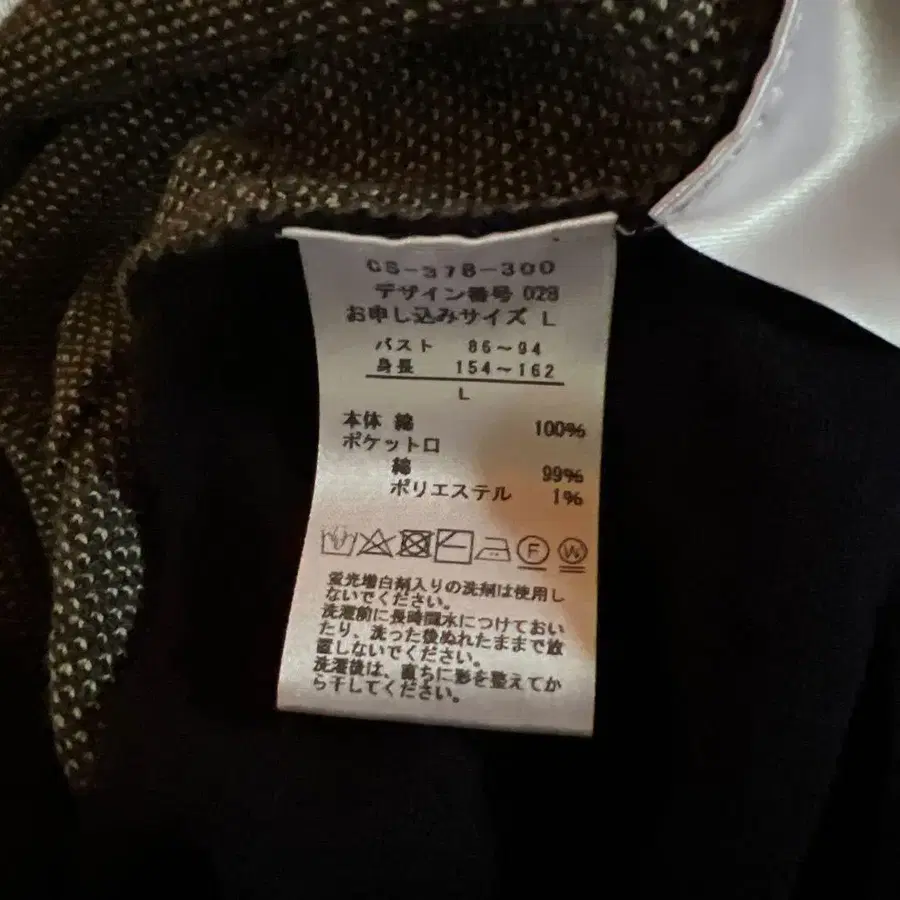 CS-378-300
デザイン番号 028
お申し込みサイズ L
バスト 86～94
身長 154～162
L
本体 綿 100%
ポケット口
綿 99%
ポリエステル 1%
F W
蛍光増白剤入りの洗剤は使用し
ないでください。
洗濯前に長時間水につけておい
たり、洗った後ぬれたままで放
置しないでください。
洗濯後は、直ちに形を整えてか
ら干してください。